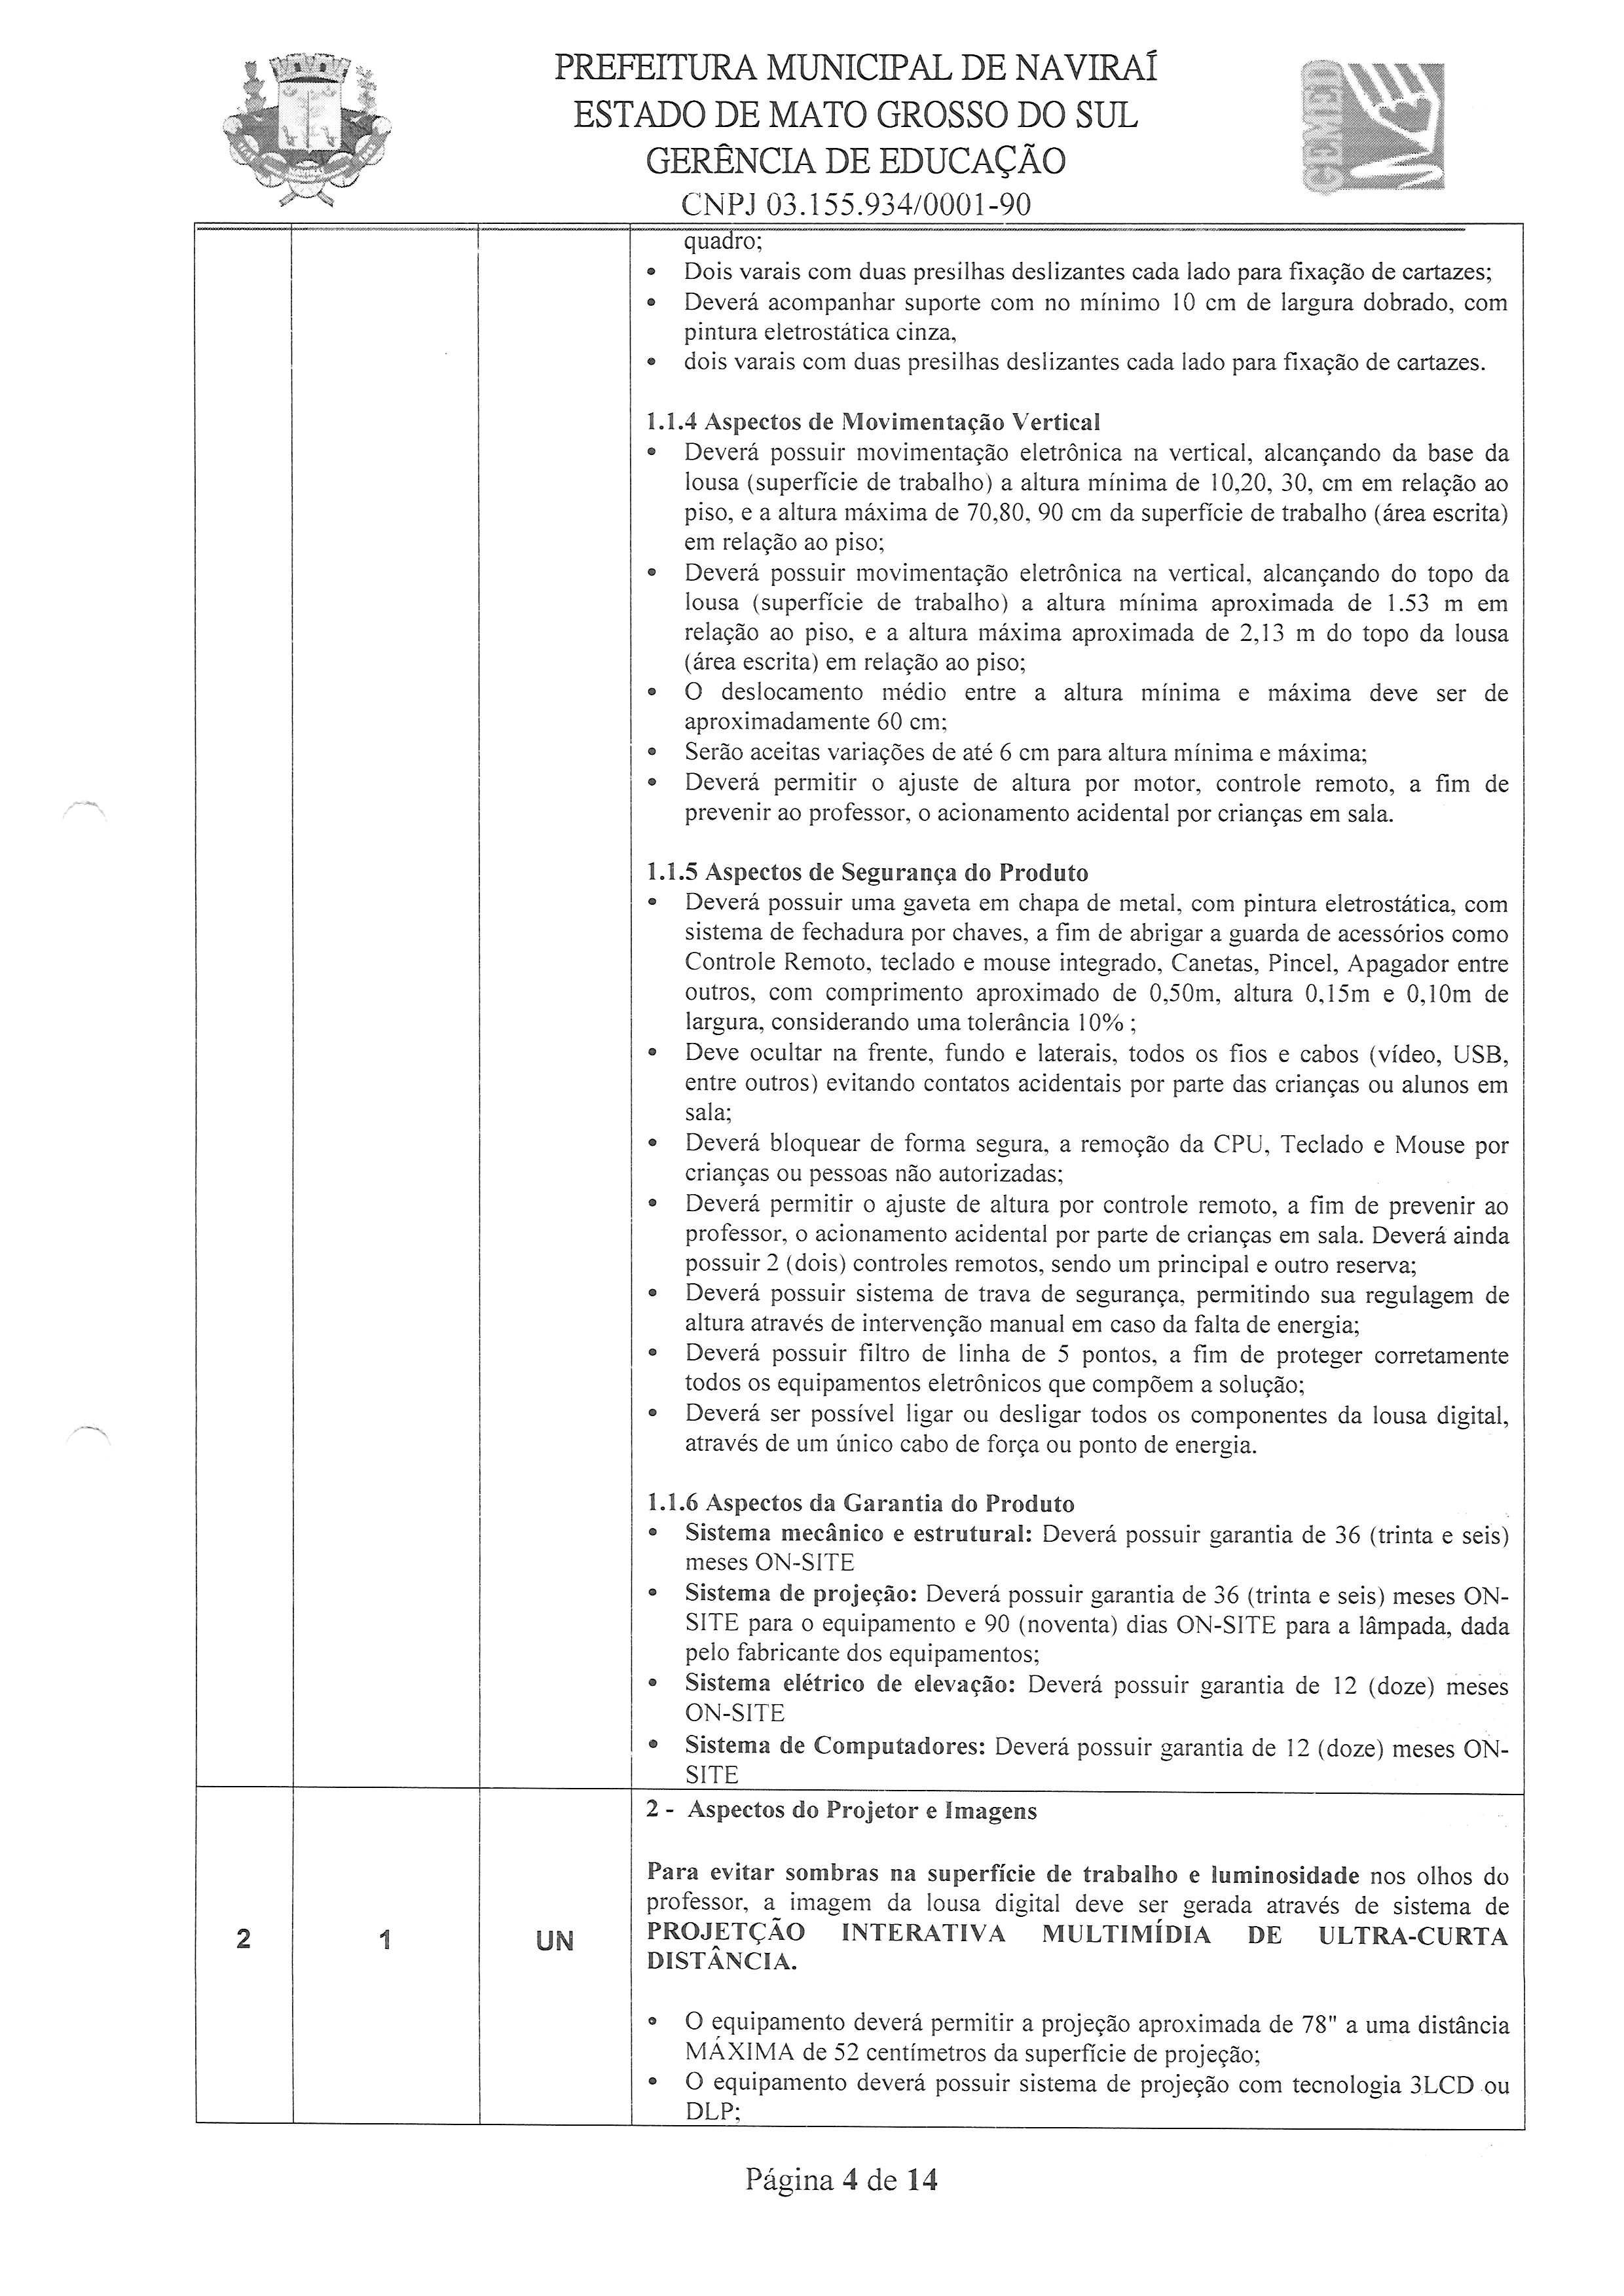 PREFEITURA MUNICIPAL DE NAVIRAÍ
ESTADO DE MATO GROSSO DO SUL
GERÊNCIA DE EDUCAÇÃO
CNPJ 03.155.934/0001-90
GEMED
quadro;
• Dois varais com duas presilhas deslizantes cada lado para fixação de cartazes;
• Deverá acompanhar suporte com no mínimo 10 cm de largura dobrado, com
pintura eletrostática cinza,
• dois varais com duas presilhas deslizantes cada lado para fixação de cartazes.
1.1.4 Aspectos de Movimentação Vertical
• Deverá possuir movimentação eletrônica na vertical, alcançando da base da
lousa (superfície de trabalho) a altura mínima de 10,20, 30, cm em relação ao
piso, e a altura máxima de 70,80, 90 cm da superfície de trabalho (área escrita)
em relação ao piso;
• Deverá possuir movimentação eletrônica na vertical, alcançando do topo da
lousa (superfície de trabalho) a altura mínima aproximada de 1.53 m em
relação ao piso, e a altura máxima aproximada de 2,13 m do topo da lousa
(área escrita) em relação ao piso;
• O deslocamento médio entre a altura mínima e máxima deve ser de
aproximadamente 60 cm;
• Serão aceitas variações de até 6 cm para altura mínima e máxima;
• Deverá permitir o ajuste de altura por motor, controle remoto, a fim de
prevenir ao professor, o acionamento acidental por crianças em sala.
1.1.5 Aspectos de Segurança do Produto
• Deverá possuir uma gaveta em chapa de metal, com pintura eletrostática, com
sistema de fechadura por chaves, a fim de abrigar a guarda de acessórios como
Controle Remoto, teclado e mouse integrado, Canetas, Pincel, Apagador entre
outros, com comprimento aproximado de 0,50m, altura 0,15m e 0,10m de
largura, considerando uma tolerância 10% ;
• Deve ocultar na frente, fundo e laterais, todos os fios e cabos (vídeo, USB,
entre outros) evitando contatos acidentais por parte das crianças ou alunos em
sala;
• Deverá bloquear de forma segura, a remoção da CPU, Teclado e Mouse por
crianças ou pessoas não autorizadas;
• Deverá permitir o ajuste de altura por controle remoto, a fim de prevenir ao
professor, o acionamento acidental por parte de crianças em sala. Deverá ainda
possuir 2 (dois) controles remotos, sendo um principal e outro reserva;
• Deverá possuir sistema de trava de segurança, permitindo sua regulagem de
altura através de intervenção manual em caso da falta de energia;
• Deverá possuir filtro de linha de 5 pontos, a fim de proteger corretamente
todos os equipamentos eletrônicos que compõem a solução;
• Deverá ser possível ligar ou desligar todos os componentes da lousa digital,
através de um único cabo de força ou ponto de energia.
1.1.6 Aspectos da Garantia do Produto
• Sistema mecânico e estrutural: Deverá possuir garantia de 36 (trinta e seis)
meses ON-SITE
• Sistema de projeção: Deverá possuir garantia de 36 (trinta e seis) meses ON-
SITE para o equipamento e 90 (noventa) dias ON-SITE para a lâmpada, dada
pelo fabricante dos equipamentos;
• Sistema elétrico de elevação: Deverá possuir garantia de 12 (doze) meses
ON-SITE
• Sistema de Computadores: Deverá possuir garantia de 12 (doze) meses ON-
SITE
2 1 UN
2 - Aspectos do Projetor e Imagens
Para evitar sombras na superfície de trabalho e luminosidade nos olhos do
professor, a imagem da lousa digital deve ser gerada através de sistema de
PROJETÇÃO INTERATIVA MULTIMÍDIA DE ULTRA-CURTA
DISTÂNCIA.
• O equipamento deverá permitir a projeção aproximada de 78" a uma distância
MÁXIMA de 52 centímetros da superfície de projeção;
• O equipamento deverá possuir sistema de projeção com tecnologia 3LCD ou
DLP;
Página 4 de 14